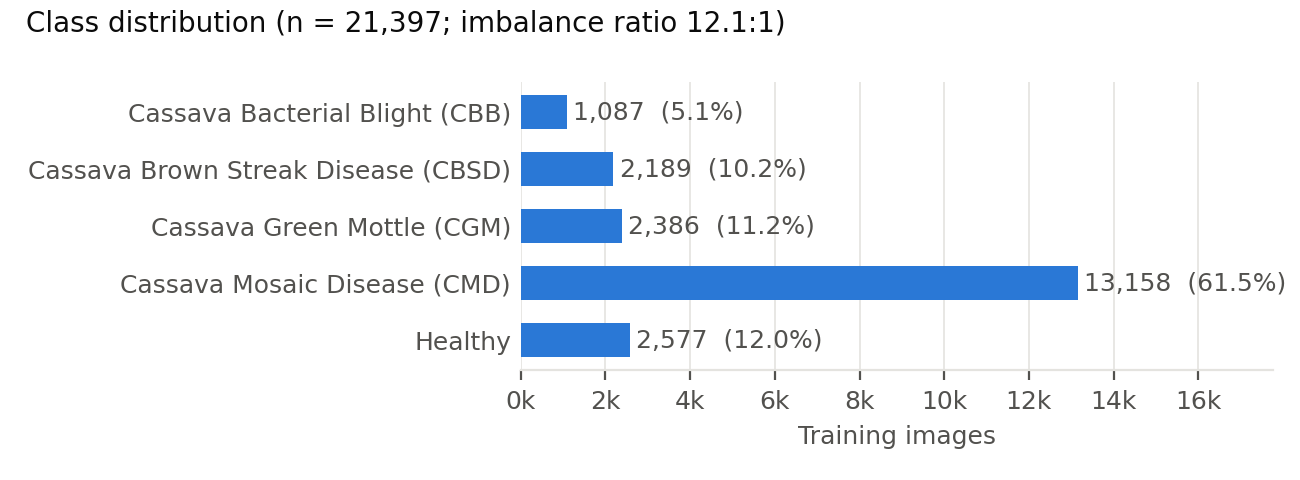 Class distribution (n = 21,397; imbalance ratio 12.1:1)
Cassava Bacterial Blight (CBB) 1,087 (5.1%)
Cassava Brown Streak Disease (CBSD) 2,189 (10.2%)
Cassava Green Mottle (CGM) 2,386 (11.2%)
Cassava Mosaic Disease (CMD) 13,158 (61.5%)
Healthy 2,577 (12.0%)
0k 2k 4k 6k 8k 10k 12k 14k 16k
Training images